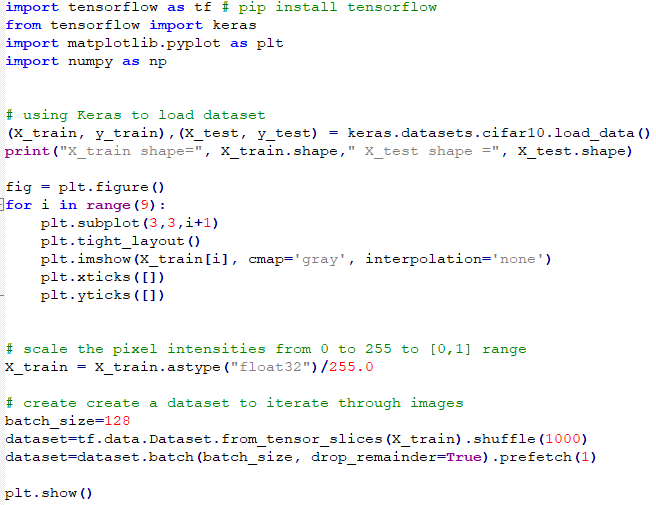 import tensorflow as tf # pip install tensorflow
from tensorflow import keras
import matplotlib.pyplot as plt
import numpy as np
# using Keras to load dataset
(X_train, y_train),(X_test, y_test) = keras.datasets.cifar10.load_data()
print("X_train shape=", X_train.shape," X_test shape =", X_test.shape)
fig = plt.figure()
for i in range(9):
    plt.subplot(3,3,i+1)
    plt.tight_layout()
    plt.imshow(X_train[i], cmap='gray', interpolation='none')
    plt.xticks([])
    plt.yticks([])
# scale the pixel intensities from 0 to 255 to [0,1] range
X_train = X_train.astype("float32")/255.0
# create create a dataset to iterate through images
batch_size=128
dataset=tf.data.Dataset.from_tensor_slices(X_train).shuffle(1000)
dataset=dataset.batch(batch_size, drop_remainder=True).prefetch(1)
plt.show()